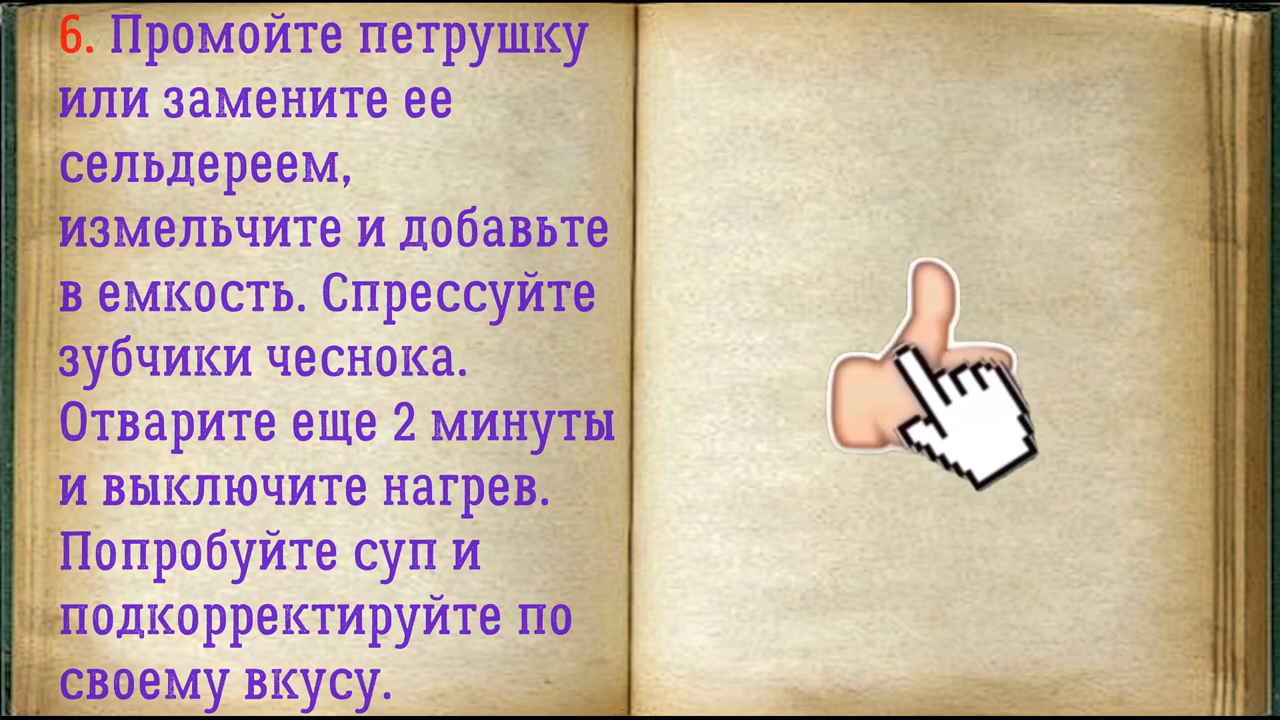 6. Промойте петрушку
или замените ее
сельдереем,
измельчите и добавьте
в емкость. Спрессуйте
зубчики чеснока.
Отварите еще 2 минуты
и выключите нагрев.
Попробуйте суп и
подкорректируйте по
своему вкусу.